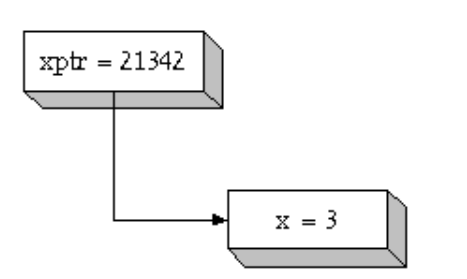 xptr = 21342
x = 3